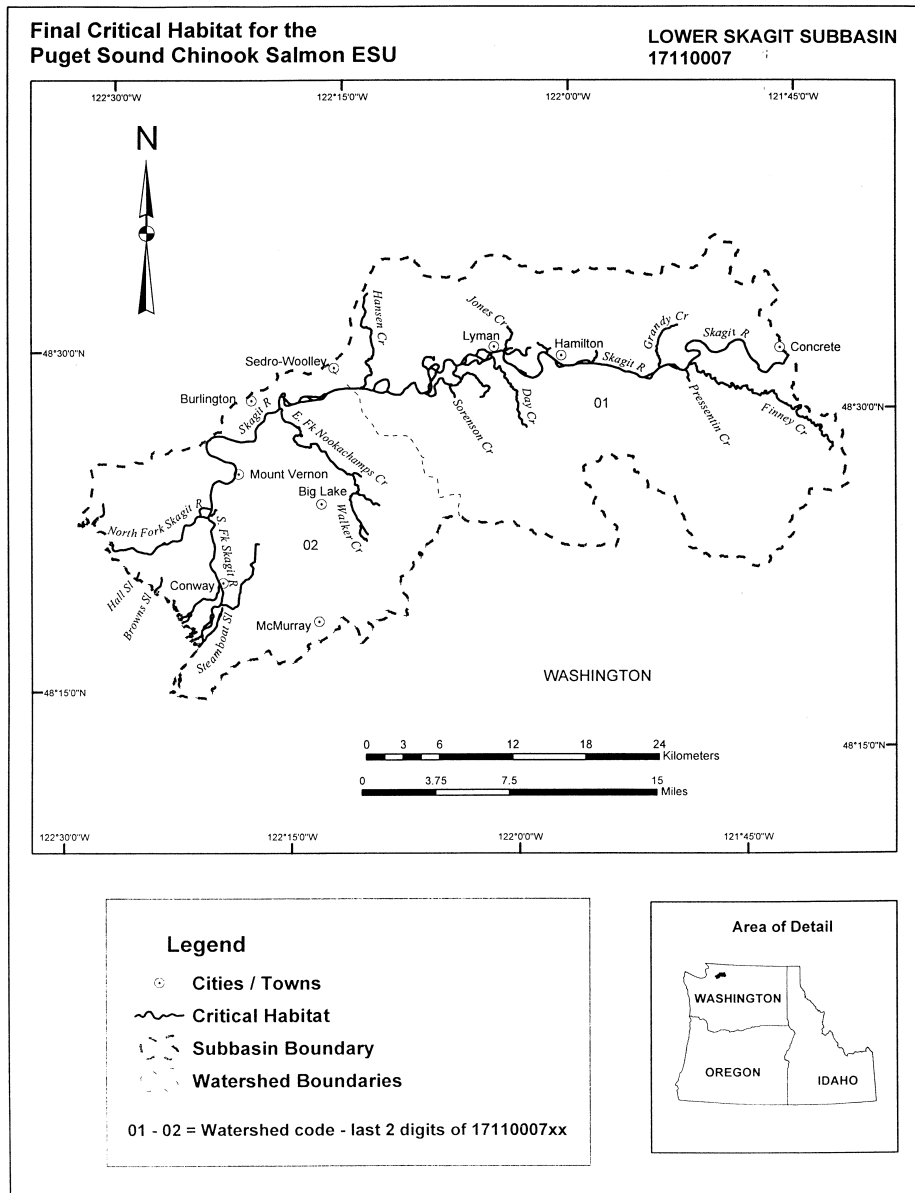 Final Critical Habitat for the
Puget Sound Chinook Salmon ESU
LOWER SKAGIT SUBBASIN
17110007
122°30'0"W
122°15'0"W
122°0'0"W
121°45'0"W
N
48°30'0"N
48°30'0"N
Hansen Cr
Jones Cr
Lyman
Hamilton
Grandy Cr
Skagit R
Concrete
Sedro-Woolley
Skagit R
Burlington
Skagit R
Sorenson Cr
Day Cr
01
Pressentin Cr
Finney Cr
E. Fk Nookachamps Cr
Mount Vernon
Big Lake
Walker Cr
North Fork Skagit R
S. Fk Skagit R
02
Hall Sl
Browns Sl
Conway
Steamboat Sl
McMurray
WASHINGTON
48°15'0"N
48°15'0"N
0 3 6 12 18 24
Kilometers
0 3.75 7.5 15
Miles
122°30'0"W
122°15'0"W
122°0'0"W
121°45'0"W
Legend
Cities / Towns
Critical Habitat
Subbasin Boundary
Watershed Boundaries
01 - 02 = Watershed code - last 2 digits of 17110007xx
Area of Detail
WASHINGTON
OREGON
IDAHO